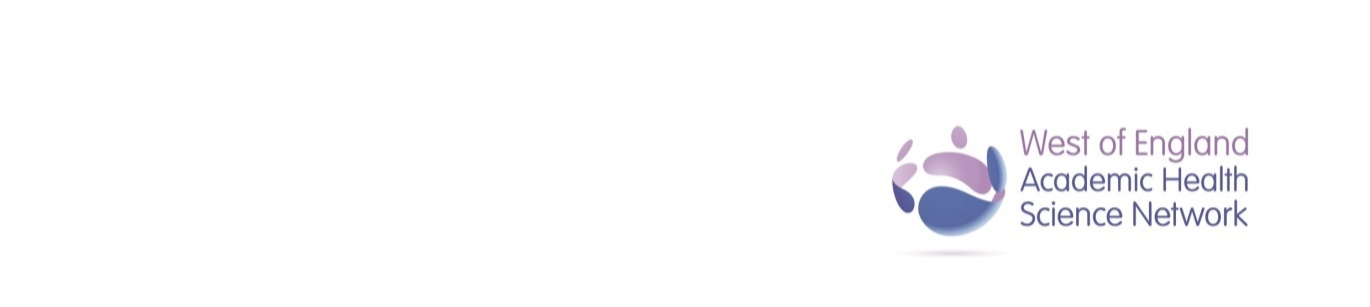 West of England
Academic Health
Science Network